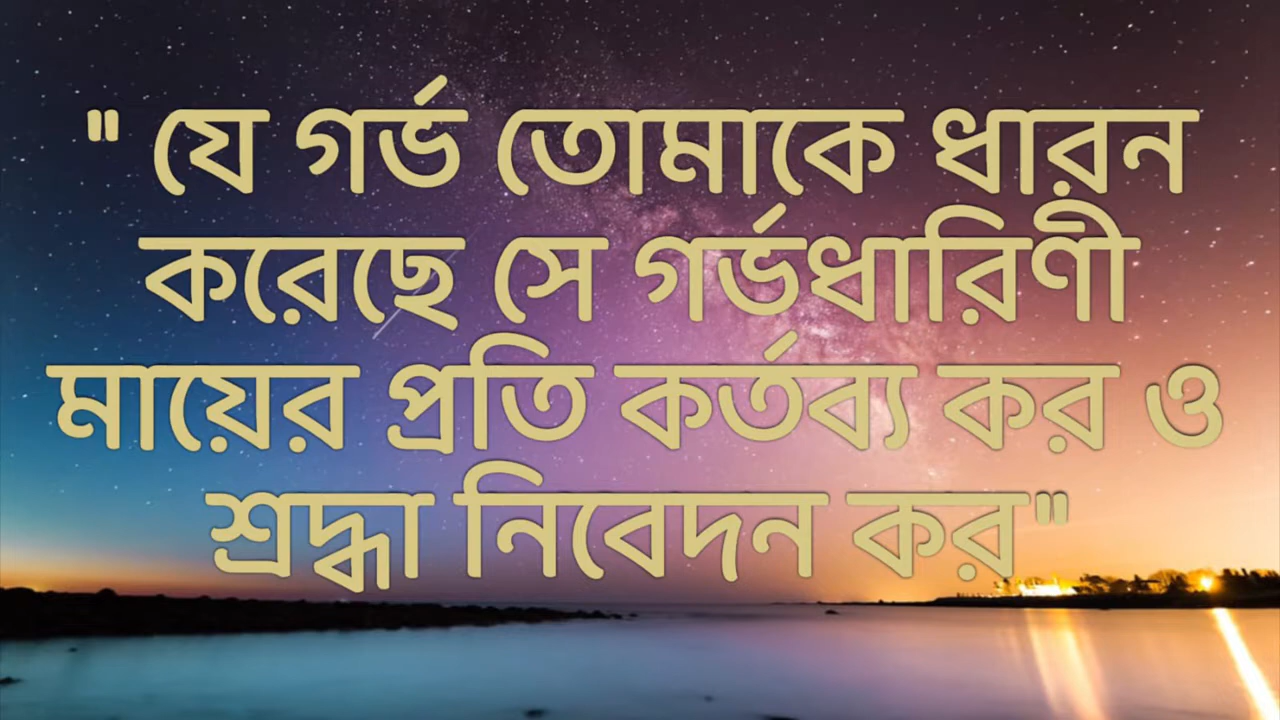 " যে গর্ভ তোমাকে ধারন
করেছে সে গর্ভধারিণী
মায়ের প্রতি কর্তব্য কর ও
শ্রদ্ধা নিবেদন কর"